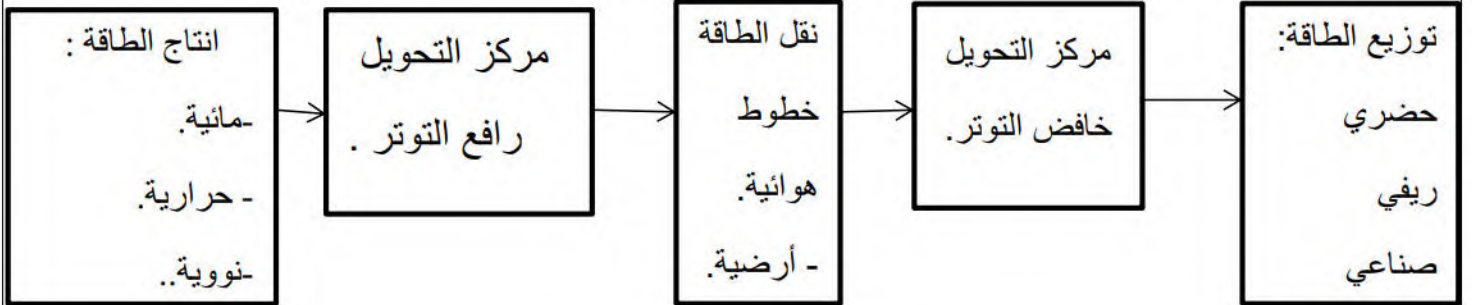 انتاج الطاقة :
-مائية.
- حرارية.
-نووية..
مركز التحويل
رافع التوتر .
نقل الطاقة
خطوط
هوائية.
- أرضية.
مركز التحويل
خافض التوتر.
توزيع الطاقة:
حضري
ريفي
صناعي